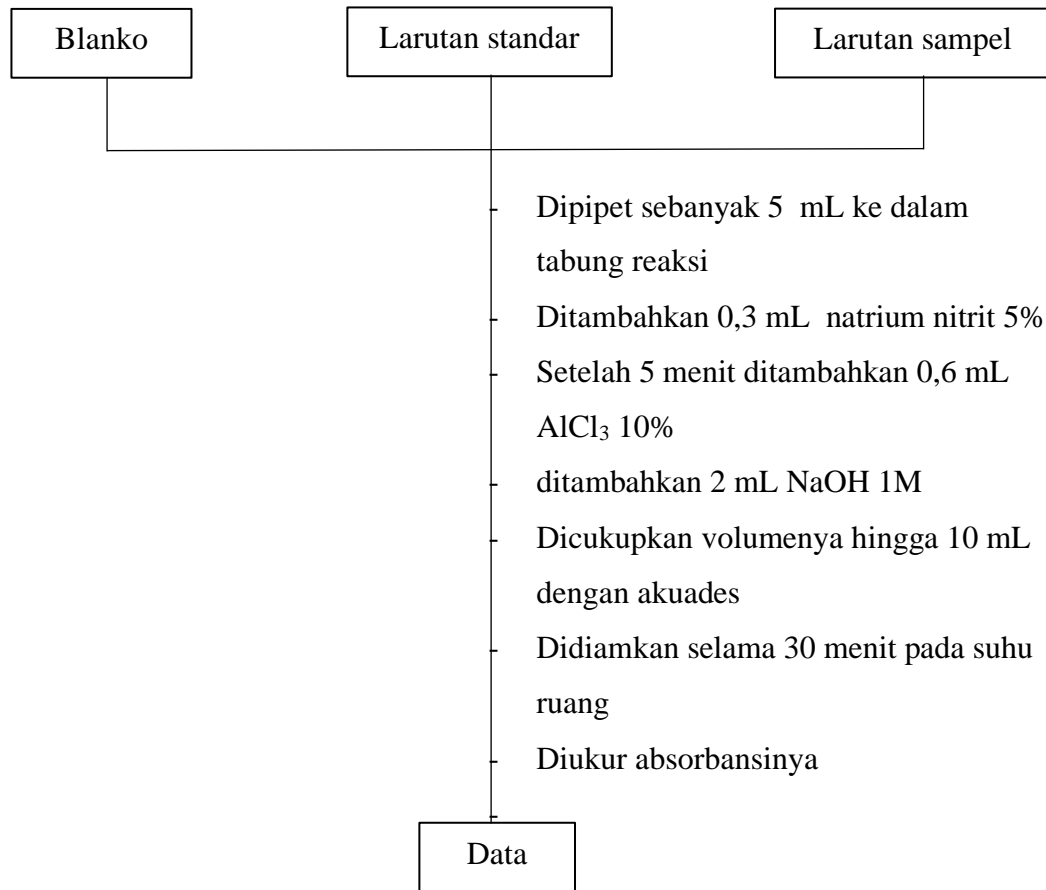 Blanko
Larutan standar
Larutan sampel
- Dipipet sebanyak 5 mL ke dalam
tabung reaksi
- Ditambahkan 0,3 mL natrium nitrit 5%
- Setelah 5 menit ditambahkan 0,6 mL
AlCl₃ 10%
- ditambahkan 2 mL NaOH 1M
- Dicukupkan volumenya hingga 10 mL
dengan akuades
- Didiamkan selama 30 menit pada suhu
ruang
- Diukur absorbansinya
-
Data